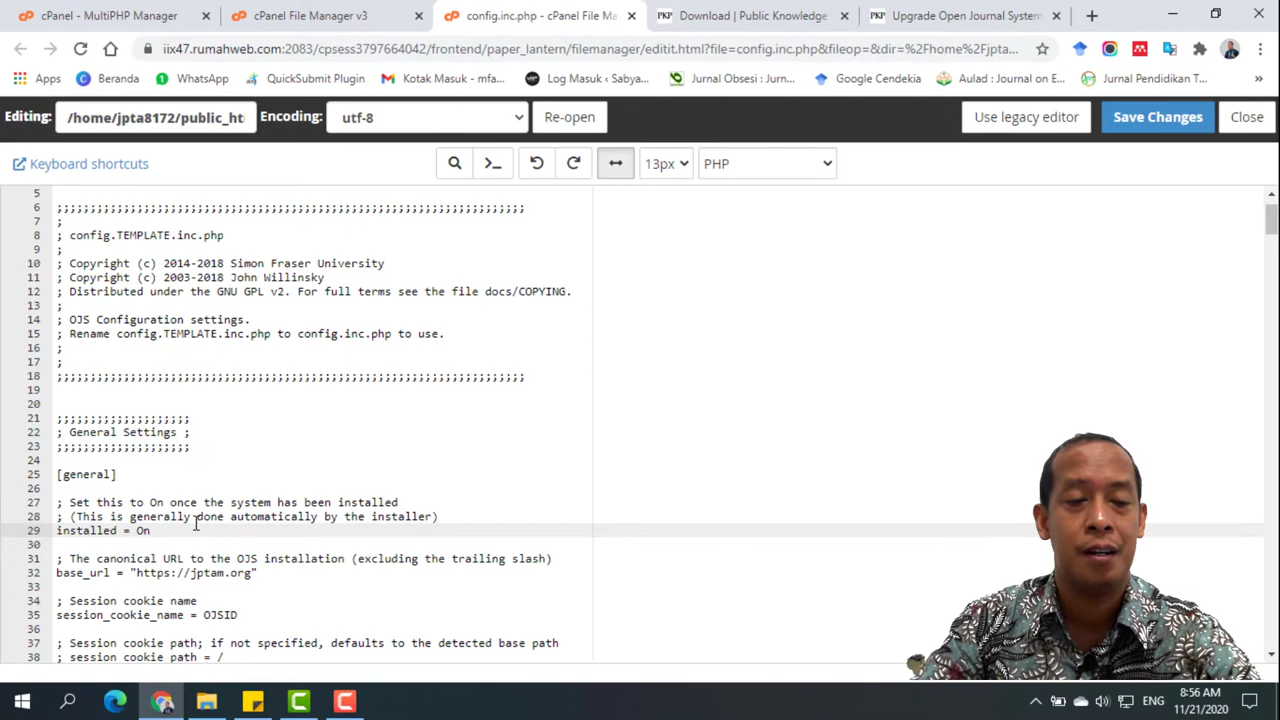 cPanel - MultiPHP Manager
cPanel File Manager v3
config.inc.php - cPanel File Ma
PKP Download | Public Knowledge
PKP Upgrade Open Journal System
iix47.rumahweb.com:2083/cpsess3797664042/frontend/paper_lantern/filemanager/editit.html?file=config.inc.php&fileop=&dir=%2Fhome%2Fjpta...
Apps
Beranda
WhatsApp
QuickSubmit Plugin
Kotak Masuk - mfa...
Log Masuk ‹ Sabya...
Jurnal Obsesi : Jurn...
Google Cendekia
Aulad : Journal on E...
Jurnal Pendidikan T...
Editing: /home/jpta8172/public_ht
Encoding: utf-8
Re-open
Use legacy editor
Save Changes
Close
Keyboard shortcuts
13px
PHP
5
6 ;;;;;;;;;;;;;;;;;;;;;;;;;;;;;;;;;;;;;;;;;;;;;;;;;;;;;;;;;;;;;;;;;;;;;;
7 ;
8 ; config.TEMPLATE.inc.php
9 ;
10 ; Copyright (c) 2014-2018 Simon Fraser University
11 ; Copyright (c) 2003-2018 John Willinsky
12 ; Distributed under the GNU GPL v2. For full terms see the file docs/COPYING.
13 ;
14 ; OJS Configuration settings.
15 ; Rename config.TEMPLATE.inc.php to config.inc.php to use.
16 ;
17 ;
18 ;;;;;;;;;;;;;;;;;;;;;;;;;;;;;;;;;;;;;;;;;;;;;;;;;;;;;;;;;;;;;;;;;;;;;;
19
20
21 ;;;;;;;;;;;;;;;;;;;;
22 ; General Settings ;
23 ;;;;;;;;;;;;;;;;;;;;
24
25 [general]
26
27 ; Set this to On once the system has been installed
28 ; (This is generally done automatically by the installer)
29 installed = On
30
31 ; The canonical URL to the OJS installation (excluding the trailing slash)
32 base_url = "https://jptam.org"
33
34 ; Session cookie name
35 session_cookie_name = OJSID
36
37 ; Session cookie path; if not specified, defaults to the detected base path
38 ; session cookie path = /
ENG
8:56 AM
11/21/2020